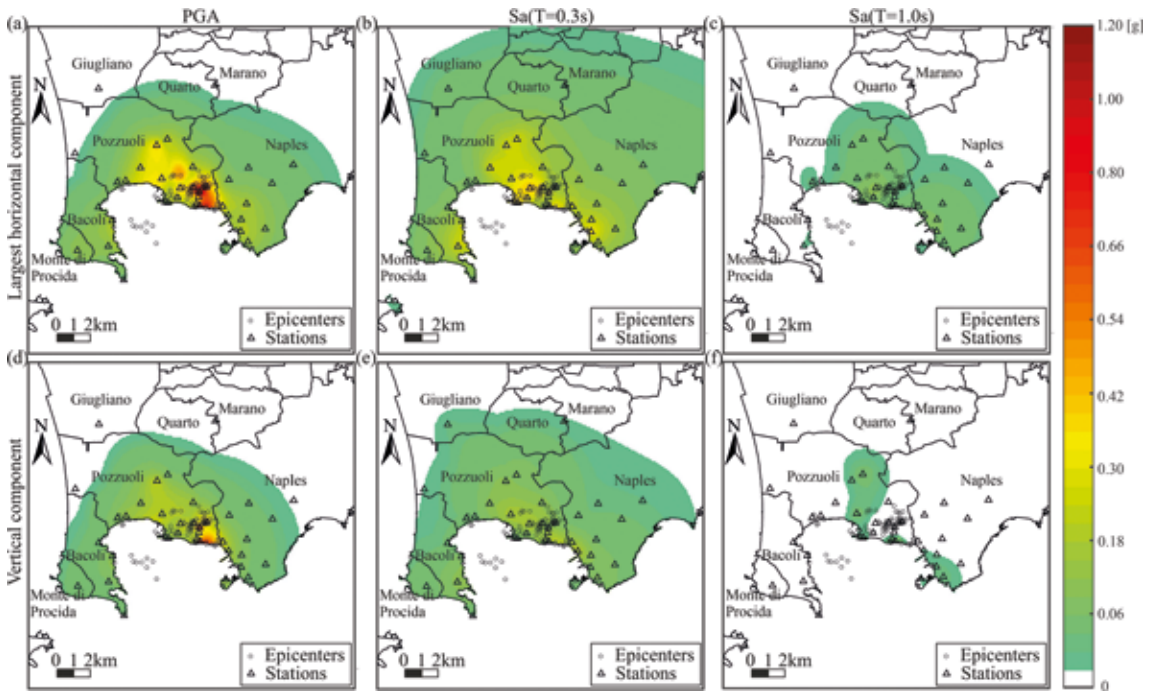 (a) PGA (b) Sa(T=0.3s) (c) Sa(T=1.0s) 1.20 [g]
Largest horizontal component
Giugliano Marano Quarto N Pozzuoli Naples Bacoli Monte di Procida
0 1 2km Epicenters Stations
Giugliano Marano Quarto N Pozzuoli Naples Bacoli Monte di Procida
0 1 2km Epicenters Stations
Giugliano Marano Quarto N Pozzuoli Naples Bacoli Monte di Procida
0 1 2km Epicenters Stations
(d) (e) (f)
Vertical component
Giugliano Marano Quarto N Pozzuoli Naples Bacoli Monte di Procida
0 1 2km Epicenters Stations
Giugliano Marano Quarto N Pozzuoli Naples Bacoli Monte di Procida
0 1 2km Epicenters Stations
Giugliano Marano Quarto N Pozzuoli Naples Bacoli Monte di Procida
0 1 2km Epicenters Stations
1.00
0.80
0.66
0.54
0.42
0.30
0.18
0.06
0